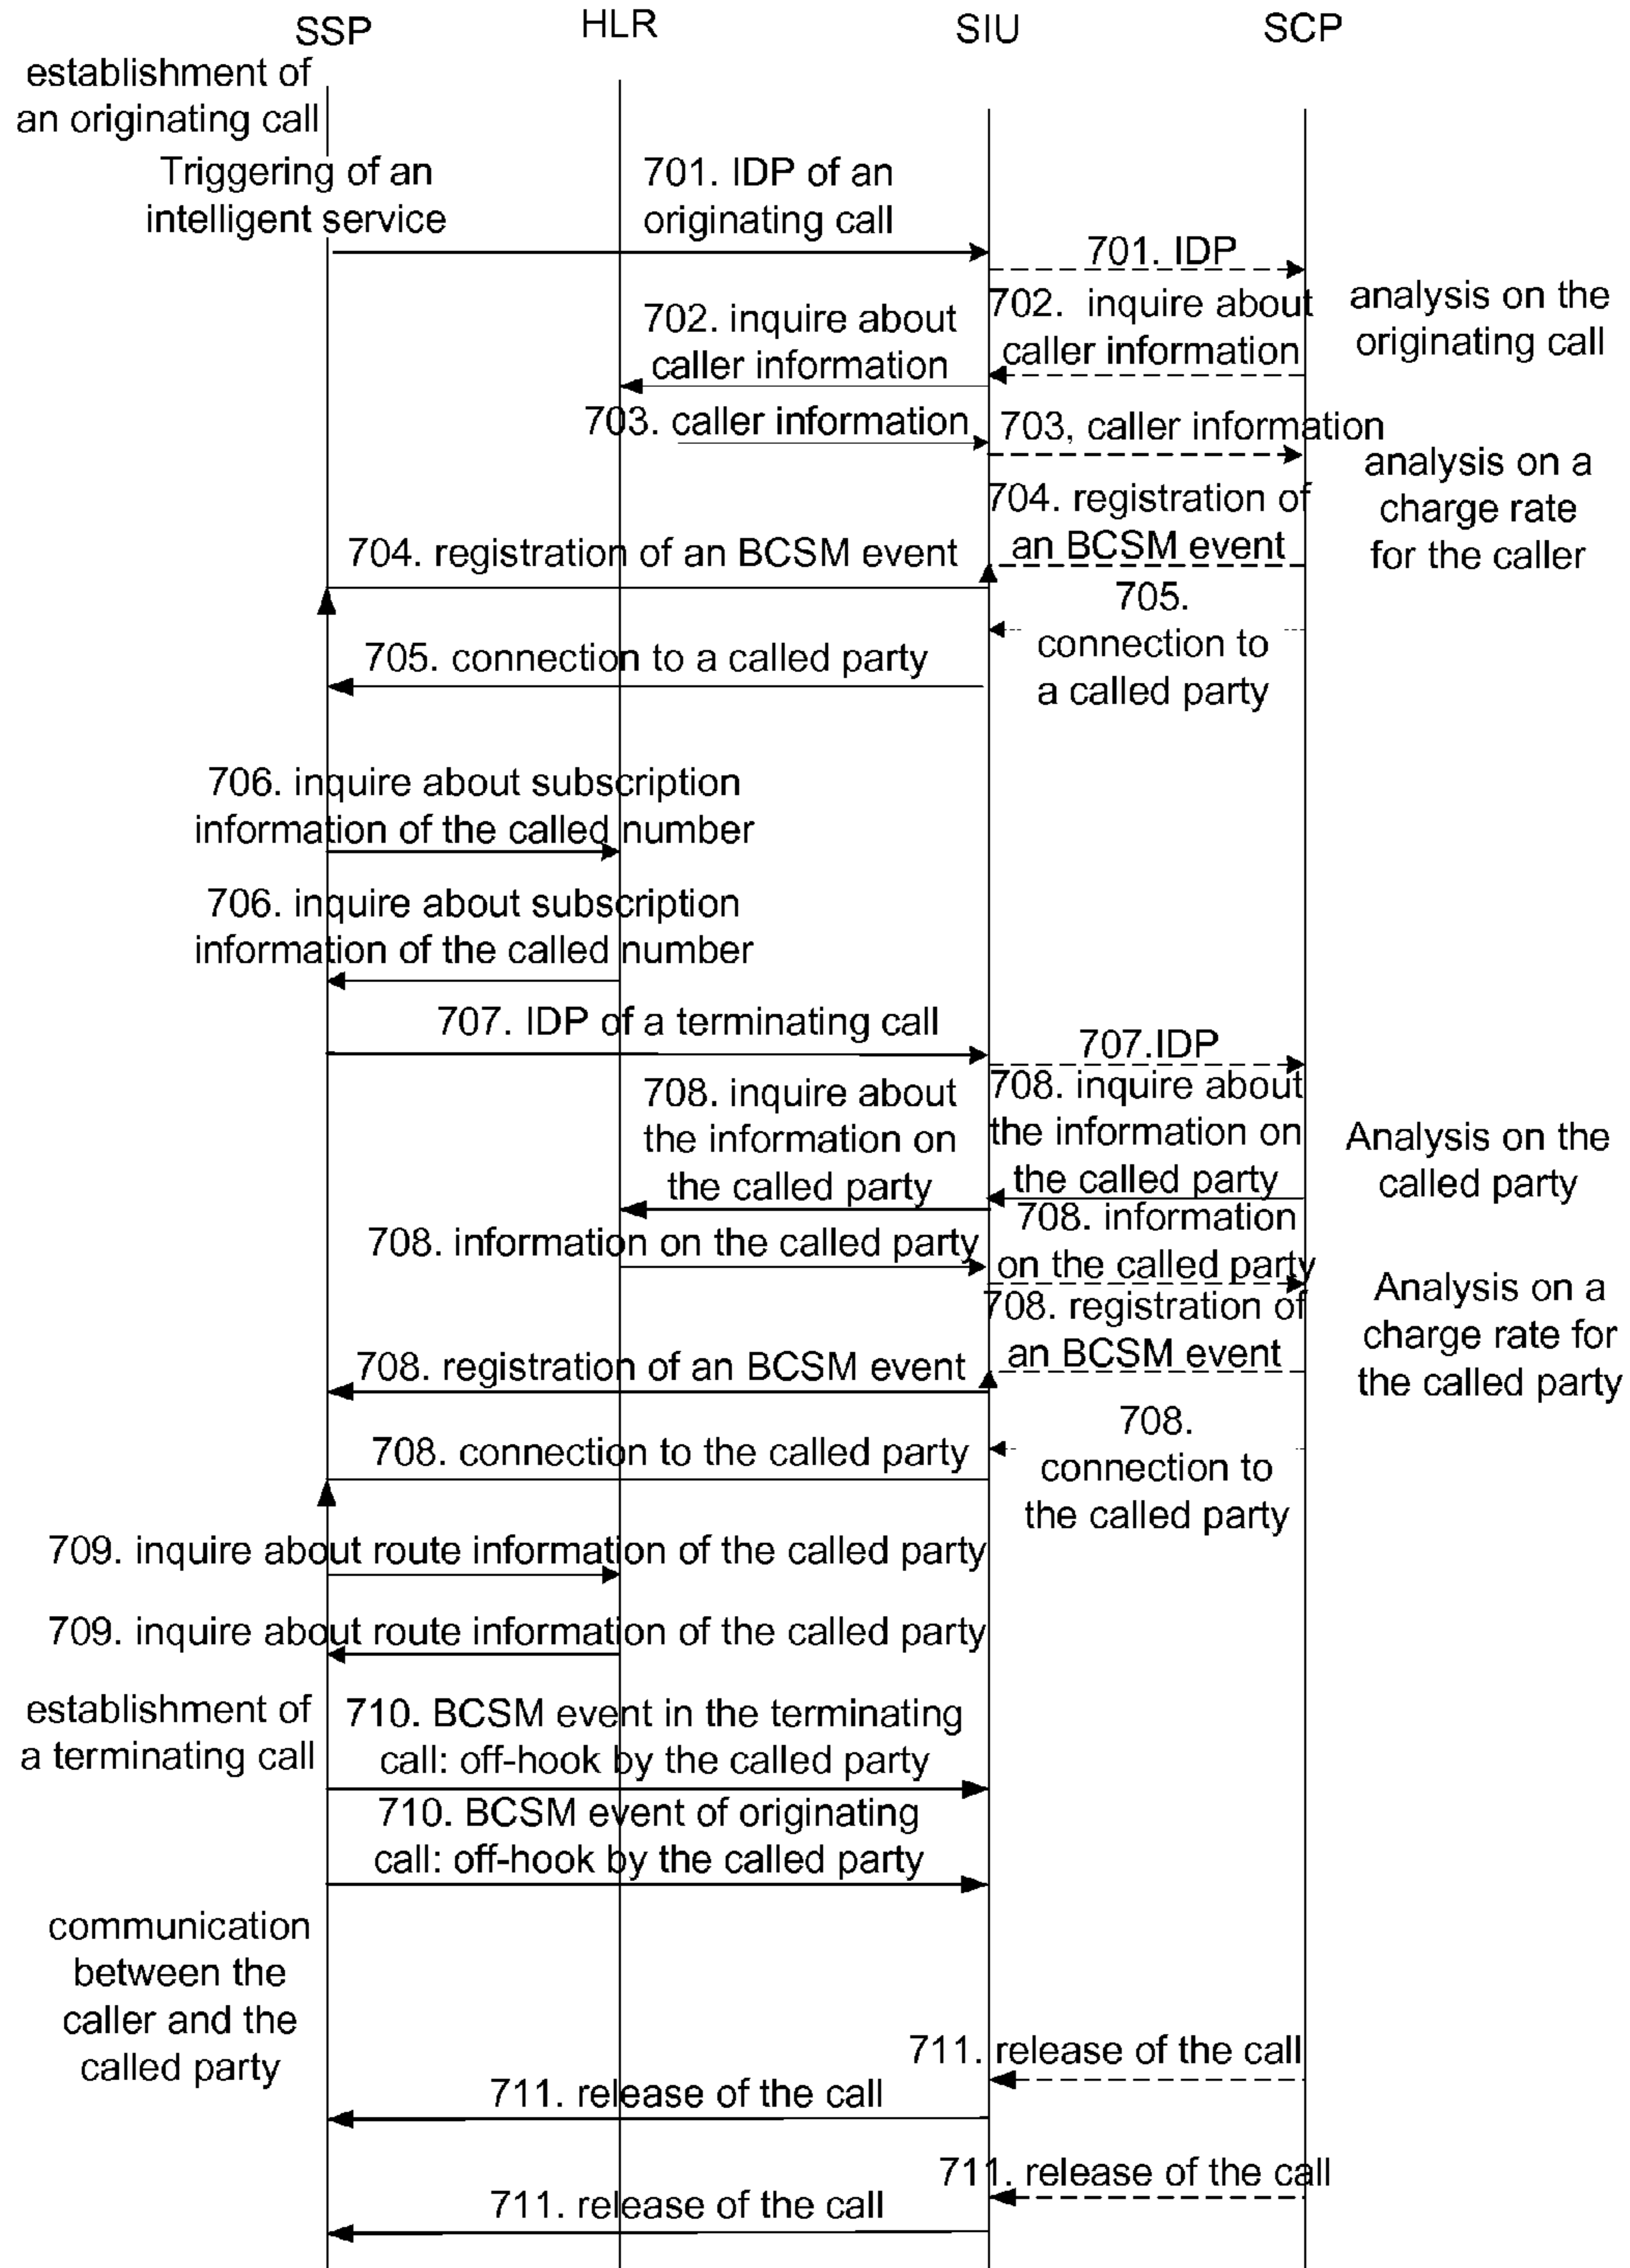 SSP
HLR
SIU
SCP
establishment of
an originating call
Triggering of an
intelligent service
701. IDP of an
originating call
701. IDP
702. inquire about
caller information
702. inquire about
caller information
analysis on the
originating call
703. caller information
703, caller information
analysis on a
charge rate
for the caller
704. registration of
an BCSM event
704. registration of an BCSM event
705.
connection to
a called party
705. connection to a called party
706. inquire about subscription
information of the called number
706. inquire about subscription
information of the called number
707. IDP of a terminating call
707.IDP
708. inquire about
the information on
the called party
708. inquire about
the information on
the called party
Analysis on the
called party
708. information on the called party
708. information
on the called party
Analysis on a
charge rate for
the called party
708. registration of
an BCSM event
708. registration of an BCSM event
708.
connection to
the called party
708. connection to the called party
709. inquire about route information of the called party
709. inquire about route information of the called party
establishment of
a terminating call
710. BCSM event in the terminating
call: off-hook by the called party
710. BCSM event of originating
call: off-hook by the called party
communication
between the
caller and the
called party
711. release of the call
711. release of the call
711. release of the call
711. release of the call